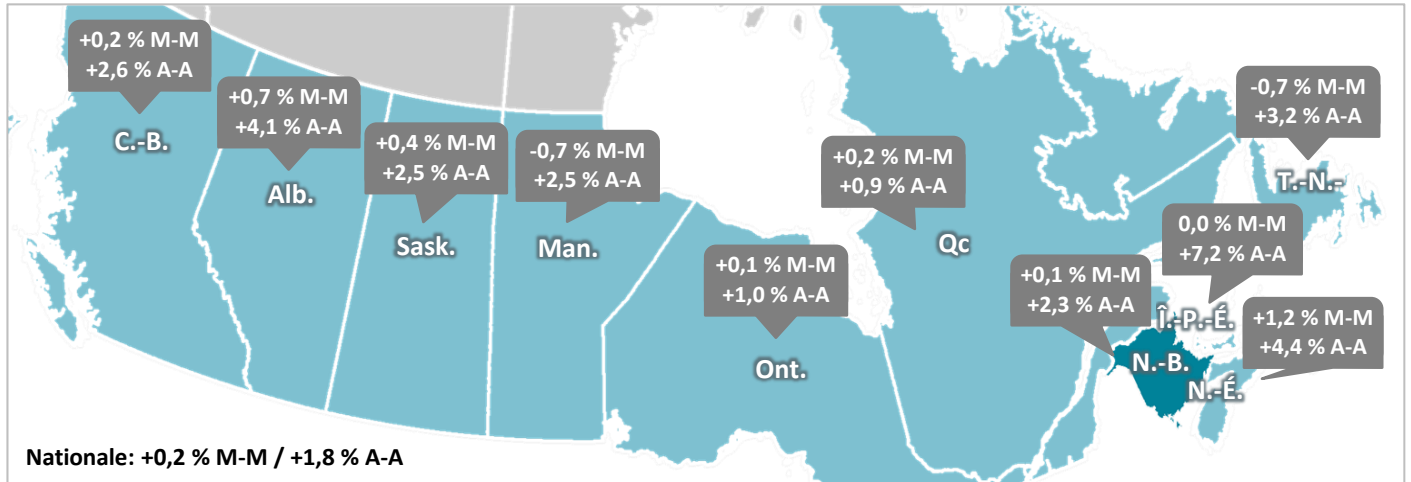 +0,2 % M-M
+2,6 % A-A
C.-B.
+0,7 % M-M
+4,1 % A-A
Alb.
+0,4 % M-M
+2,5 % A-A
Sask.
-0,7 % M-M
+2,5 % A-A
Man.
+0,1 % M-M
+1,0 % A-A
Ont.
+0,2 % M-M
+0,9 % A-A
Qc
-0,7 % M-M
+3,2 % A-A
T.-N.-
0,0 % M-M
+7,2 % A-A
Î.-P.-É.
+0,1 % M-M
+2,3 % A-A
N.-B.
+1,2 % M-M
+4,4 % A-A
N.-É.
Nationale: +0,2 % M-M / +1,8 % A-A